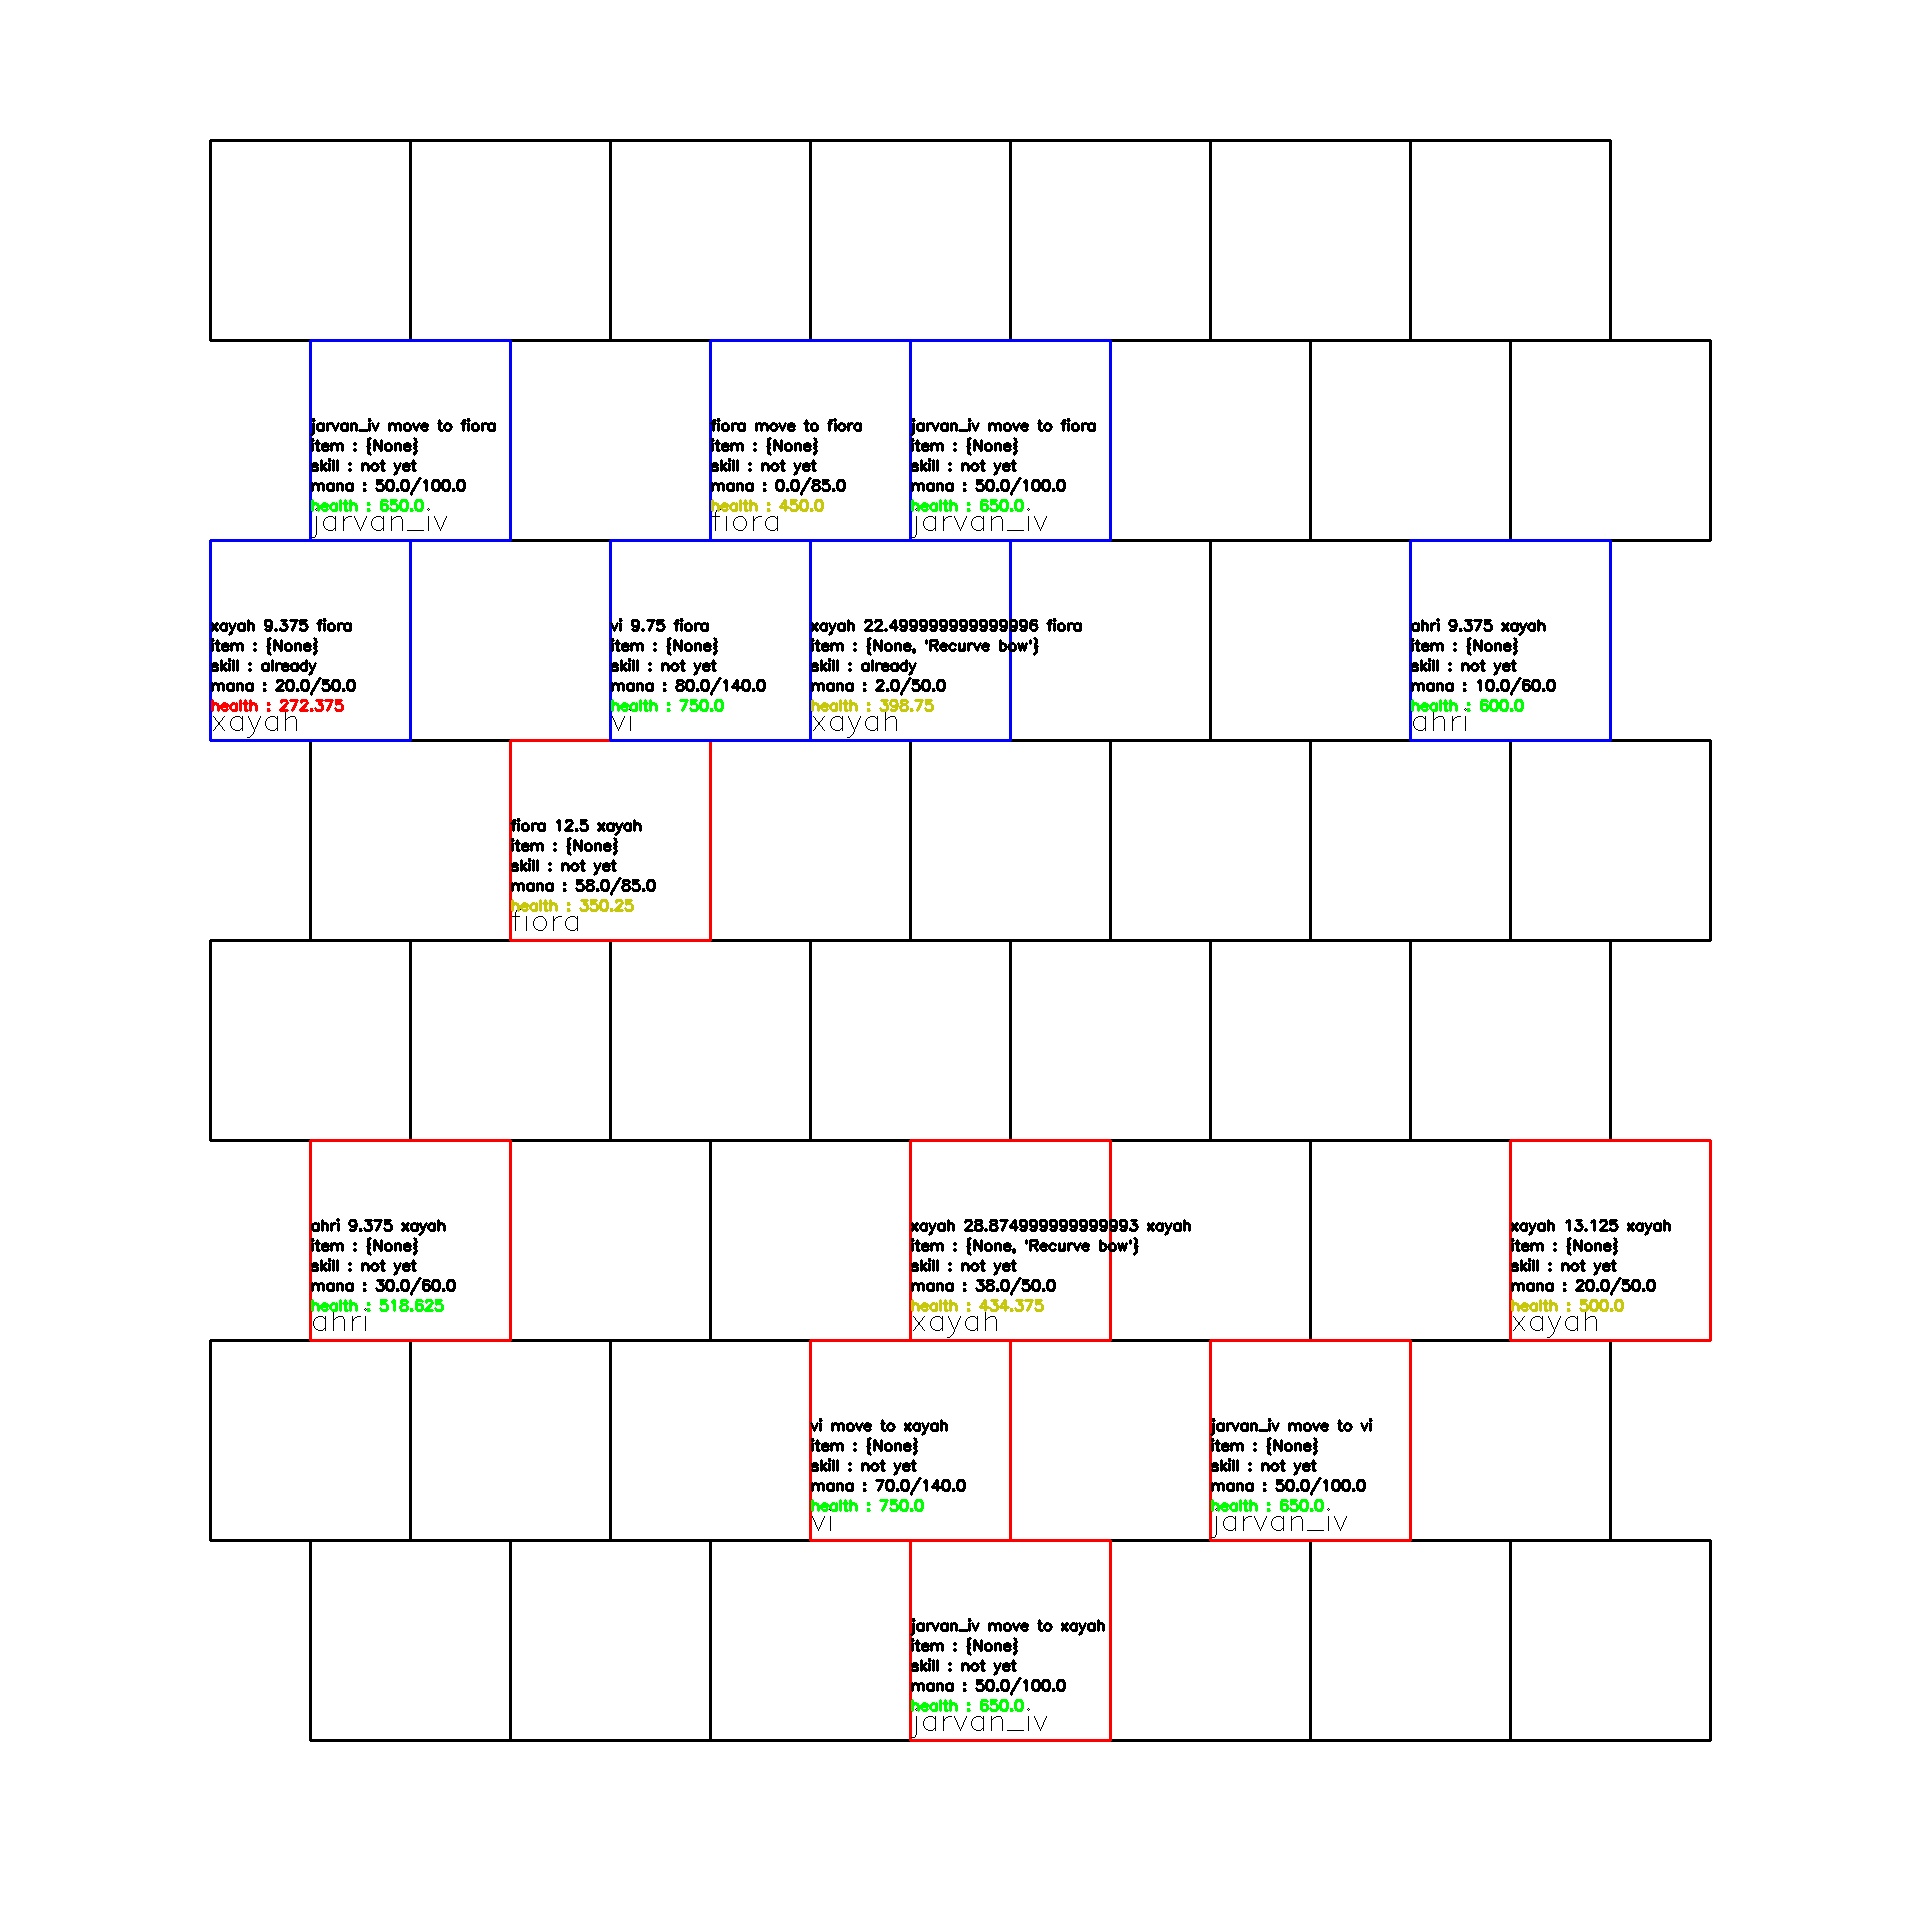 jarvan_iv move to fiora
item : {None}
skill : not yet
mana : 50.0/100.0
health : 650.0
jarvan_iv
fiora move to fiora
item : {None}
skill : not yet
mana : 0.0/85.0
health : 450.0
fiora
jarvan_iv move to fiora
item : {None}
skill : not yet
mana : 50.0/100.0
health : 650.0
jarvan_iv
xayah 9.375 fiora
item : {None}
skill : already
mana : 20.0/50.0
health : 272.375
xayah
vi 9.75 fiora
item : {None}
skill : not yet
mana : 80.0/140.0
health : 750.0
vi
xayah 22.499999999999996 fiora
item : {None, 'Recurve bow'}
skill : already
mana : 2.0/50.0
health : 398.75
xayah
ahri 9.375 xayah
item : {None}
skill : not yet
mana : 10.0/60.0
health : 600.0
ahri
fiora 12.5 xayah
item : {None}
skill : not yet
mana : 58.0/85.0
health : 350.25
fiora
ahri 9.375 xayah
item : {None}
skill : not yet
mana : 30.0/60.0
health : 518.625
ahri
xayah 28.874999999999993 xayah
item : {None, 'Recurve bow'}
skill : not yet
mana : 38.0/50.0
health : 434.375
xayah
xayah 13.125 xayah
item : {None}
skill : not yet
mana : 20.0/50.0
health : 500.0
xayah
vi move to xayah
item : {None}
skill : not yet
mana : 70.0/140.0
health : 750.0
vi
jarvan_iv move to vi
item : {None}
skill : not yet
mana : 50.0/100.0
health : 650.0
jarvan_iv
jarvan_iv move to xayah
item : {None}
skill : not yet
mana : 50.0/100.0
health : 650.0
jarvan_iv